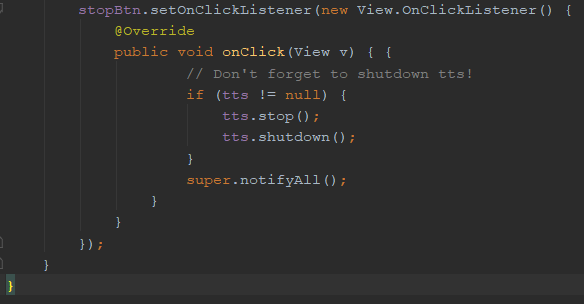 stopBtn.setOnClickListener(new View.OnClickListener() {
@Override
public void onClick(View v) { {
// Don't forget to shutdown tts!
if (tts != null) {
tts.stop();
tts.shutdown();
}
super.notifyAll();
}
}
});
}
}